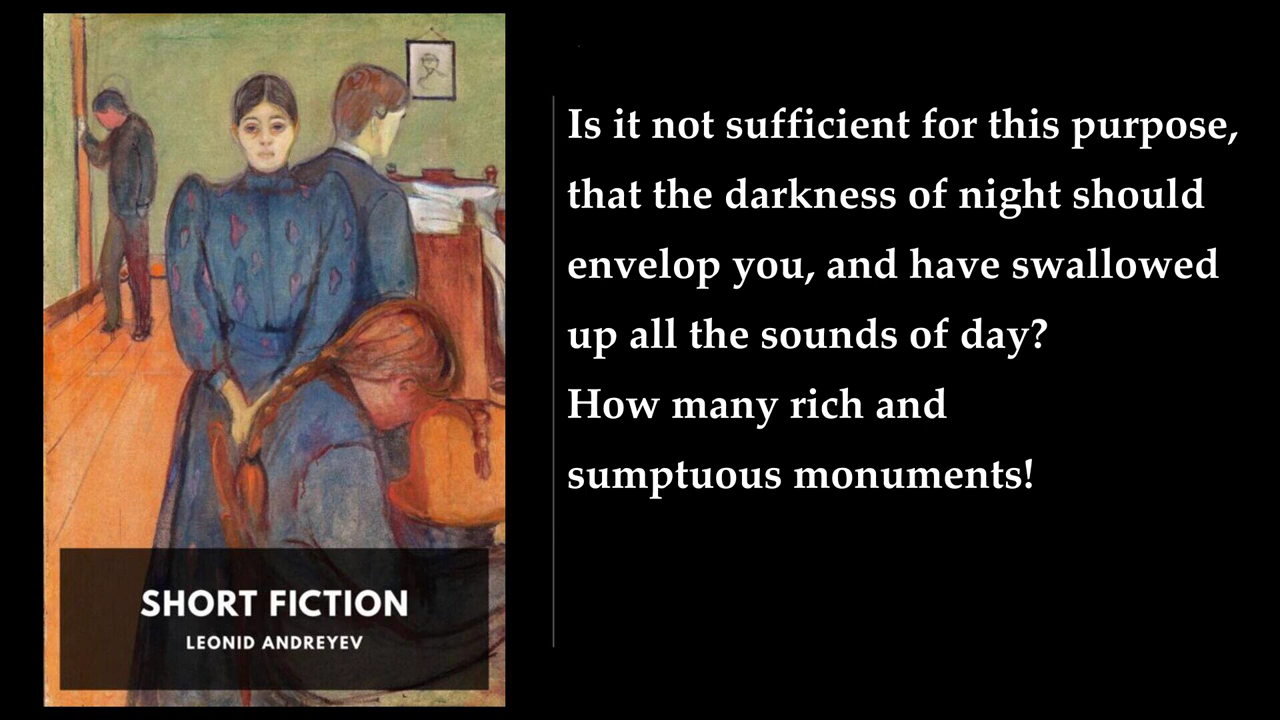 SHORT FICTION
LEONID ANDREYEV
Is it not sufficient for this purpose,
that the darkness of night should
envelop you, and have swallowed
up all the sounds of day?
How many rich and
sumptuous monuments!